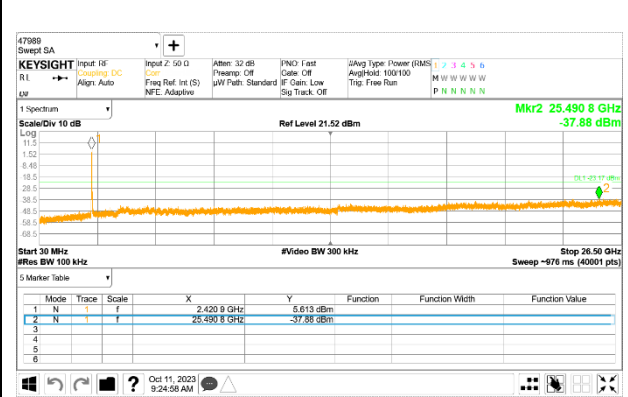 47989
Swept SA
KEYSIGHT Input: RF Input Z: 50 Ω Atten: 32 dB PNO: Fast #Avg Type: Power (RMS 1 2 3 4 5 6
RL Coupling: DC Corr Preamp: Off Gate: Off Avg|Hold: 100/100 M W W W W W
Align: Auto Freq Ref: Int (S) µW Path: Standard IF Gain: Low Trig: Free Run
NFE: Adaptive Sig Track: Off P N N N N N
1 Spectrum Mkr2 25.490 8 GHz
Scale/Div 10 dB Ref Level 21.52 dBm -37.88 dBm
Log
11.5
1.52
-8.48
-18.5
-28.5
-38.5
-48.5
-58.5
-68.5
1
2
Start 30 MHz #Video BW 300 kHz Stop 26.50 GHz
#Res BW 100 kHz Sweep ~976 ms (40001 pts)
5 Marker Table
Mode Trace Scale X Y Function Function Width Function Value
1 N 1 f 2.420 9 GHz 5.613 dBm
2 N 1 f 25.490 8 GHz -37.88 dBm
3
4
5
6
? Oct 11, 2023
9:24:58 AM